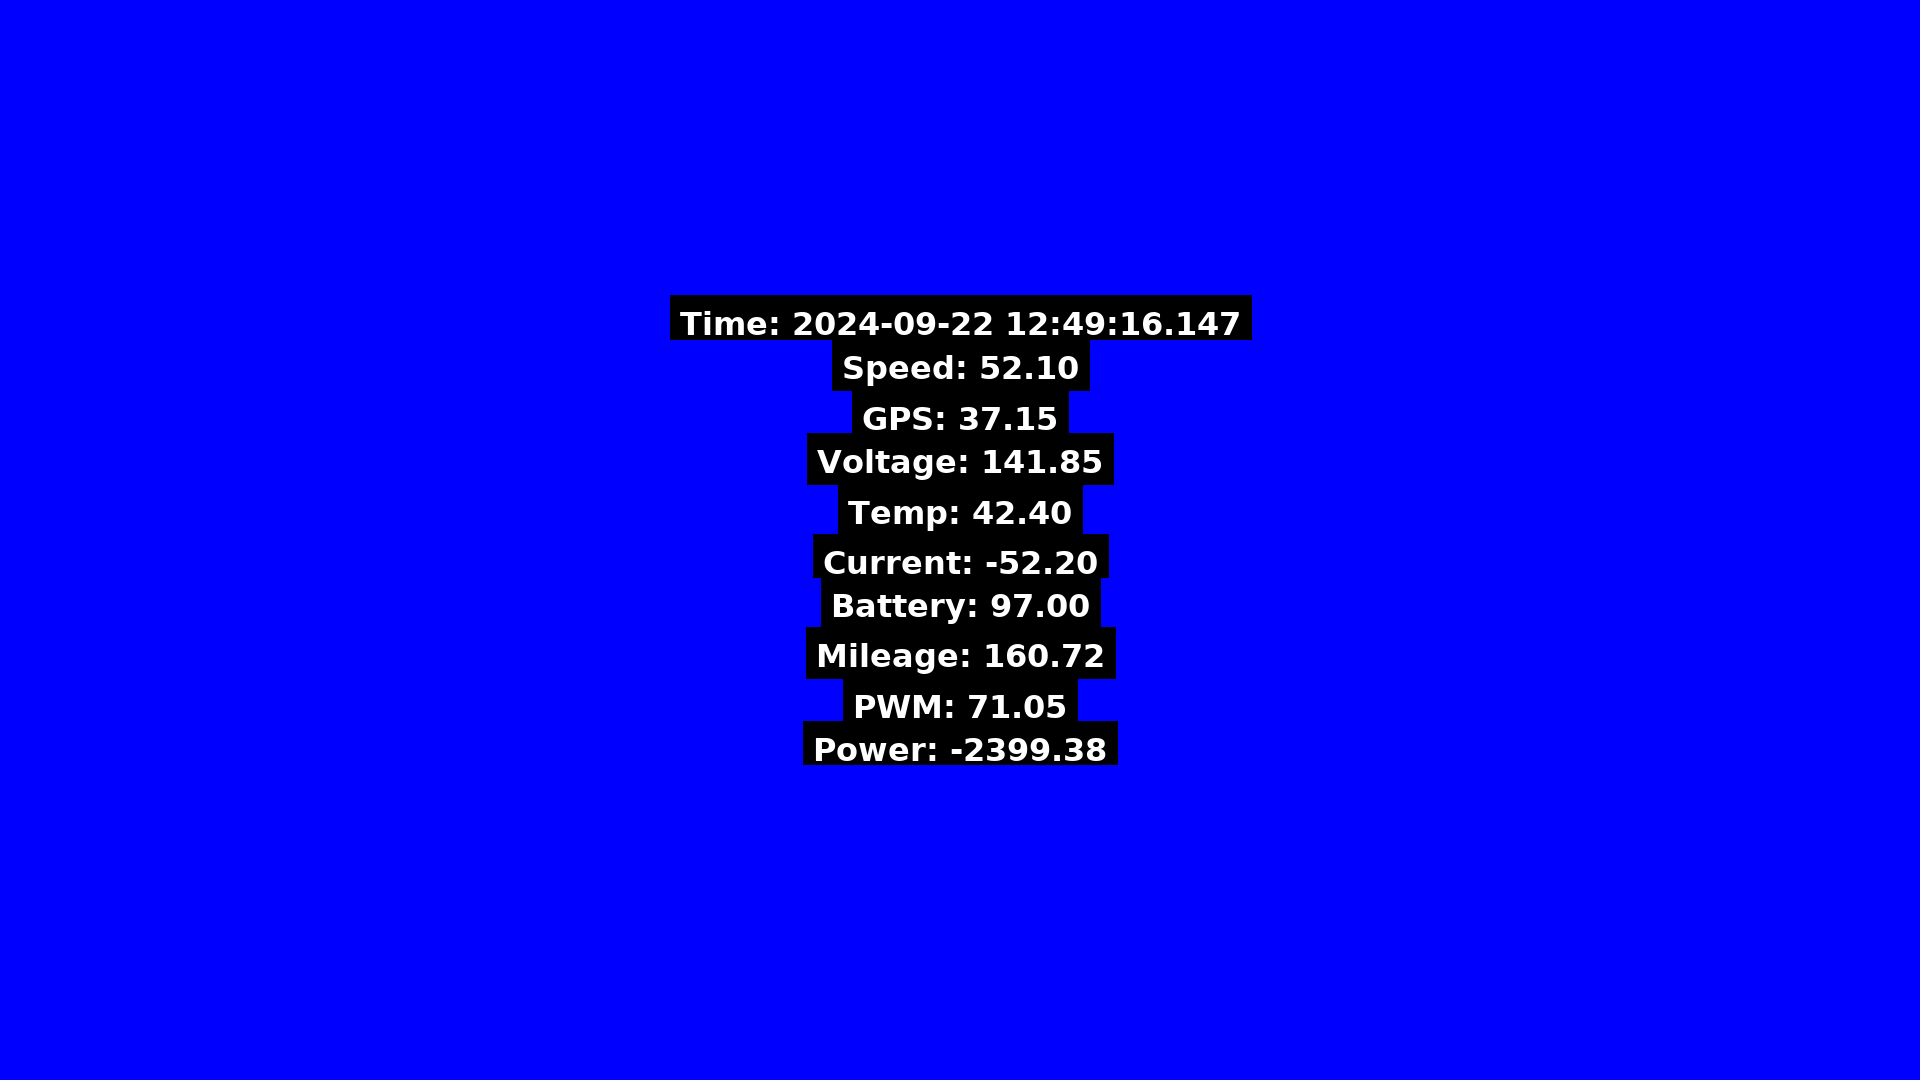 Time: 2024-09-22 12:49:16.147
Speed: 52.10
GPS: 37.15
Voltage: 141.85
Temp: 42.40
Current: -52.20
Battery: 97.00
Mileage: 160.72
PWM: 71.05
Power: -2399.38